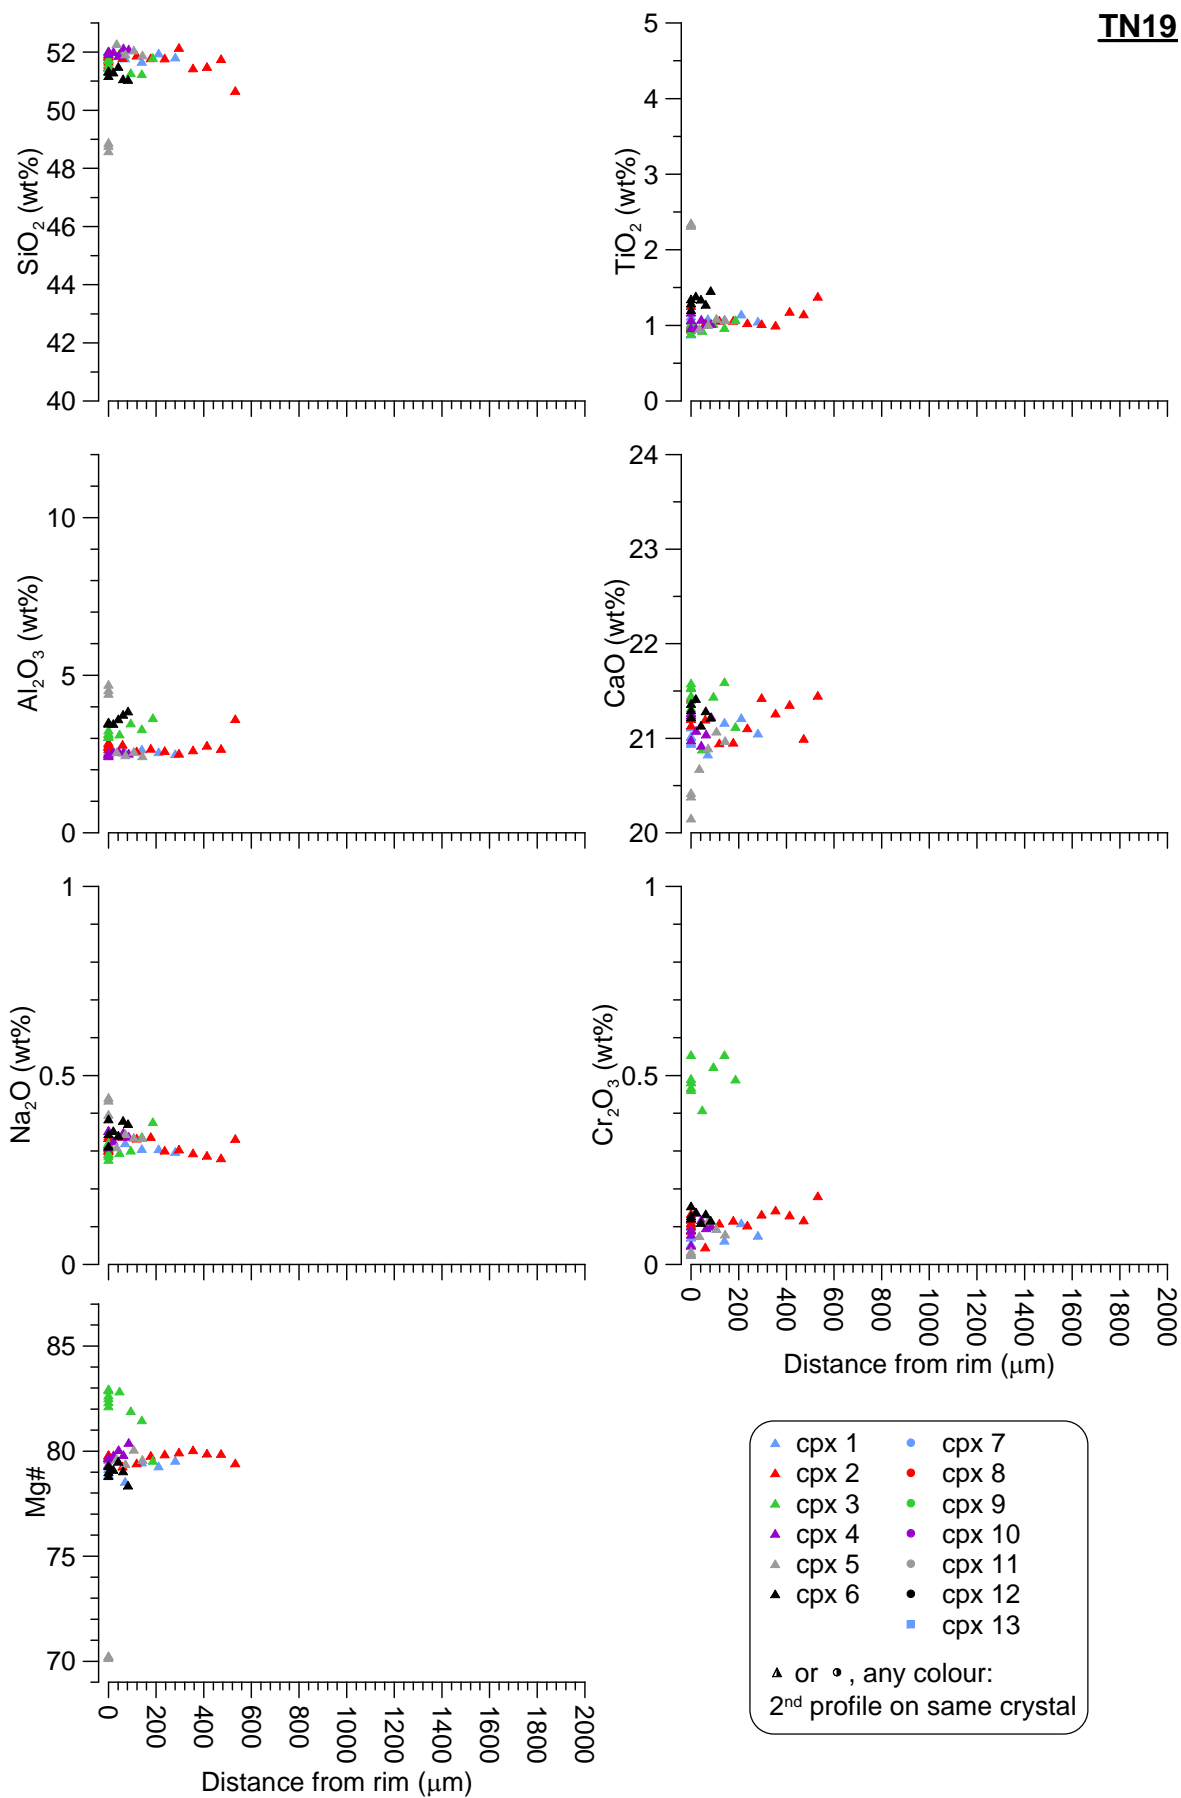 TN19
52
50
48
46
44
42
40
SiO2 (wt%)
5
4
3
2
1
0
TiO2 (wt%)
10
5
0
Al2O3 (wt%)
24
23
22
21
20
CaO (wt%)
1
0.5
0
Na2O (wt%)
1
0.5
0
Cr2O3 (wt%)
0 200 400 600 800 1000 1200 1400 1600 1800 2000
Distance from rim (μm)
85
80
75
70
Mg#
0 200 400 600 800 1000 1200 1400 1600 1800 2000
Distance from rim (μm)
cpx 1 cpx 7
cpx 2 cpx 8
cpx 3 cpx 9
cpx 4 cpx 10
cpx 5 cpx 11
cpx 6 cpx 12
cpx 13
or , any colour:
2nd profile on same crystal